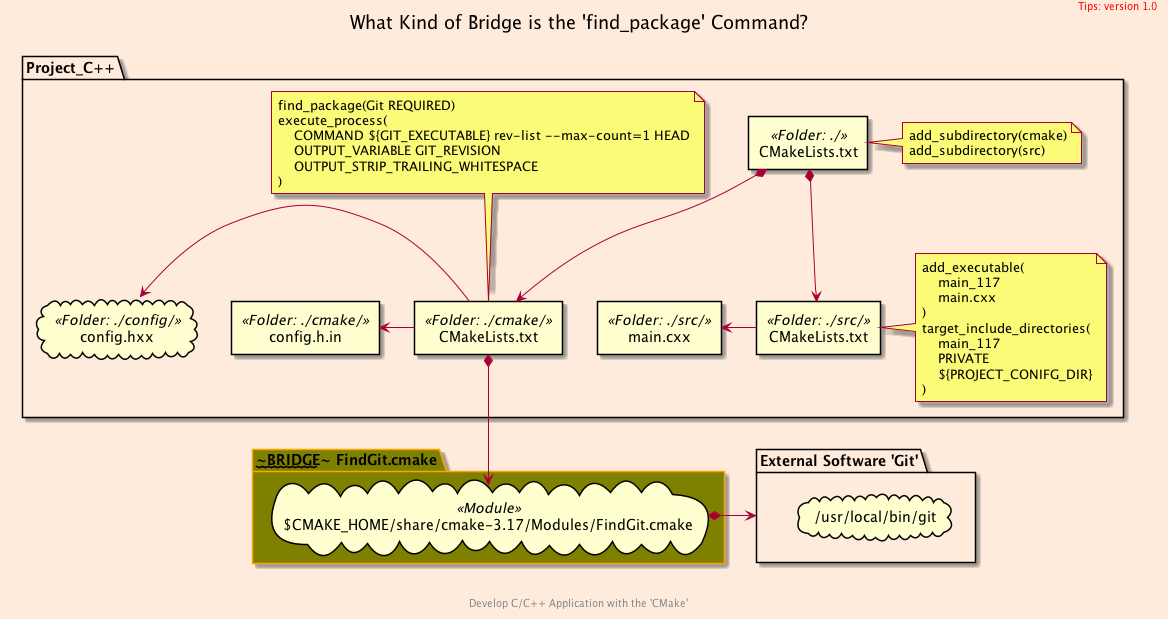 Tips: version 1.0
What Kind of Bridge is the 'find_package' Command?
Project_C++
find_package(Git REQUIRED)
execute_process(
COMMAND ${GIT_EXECUTABLE} rev-list --max-count=1 HEAD
OUTPUT_VARIABLE GIT_REVISION
OUTPUT_STRIP_TRAILING_WHITESPACE
)
«Folder: ./»
CMakeLists.txt
add_subdirectory(cmake)
add_subdirectory(src)
«Folder: ./config/»
config.hxx
«Folder: ./cmake/»
config.h.in
«Folder: ./cmake/»
CMakeLists.txt
«Folder: ./src/»
main.cxx
«Folder: ./src/»
CMakeLists.txt
add_executable(
main_117
main.cxx
)
target_include_directories(
main_117
PRIVATE
${PROJECT_CONIFG_DIR}
)
~BRIDGE~ FindGit.cmake
«Module»
$CMAKE_HOME/share/cmake-3.17/Modules/FindGit.cmake
External Software 'Git'
/usr/local/bin/git
Develop C/C++ Application with the 'CMake'